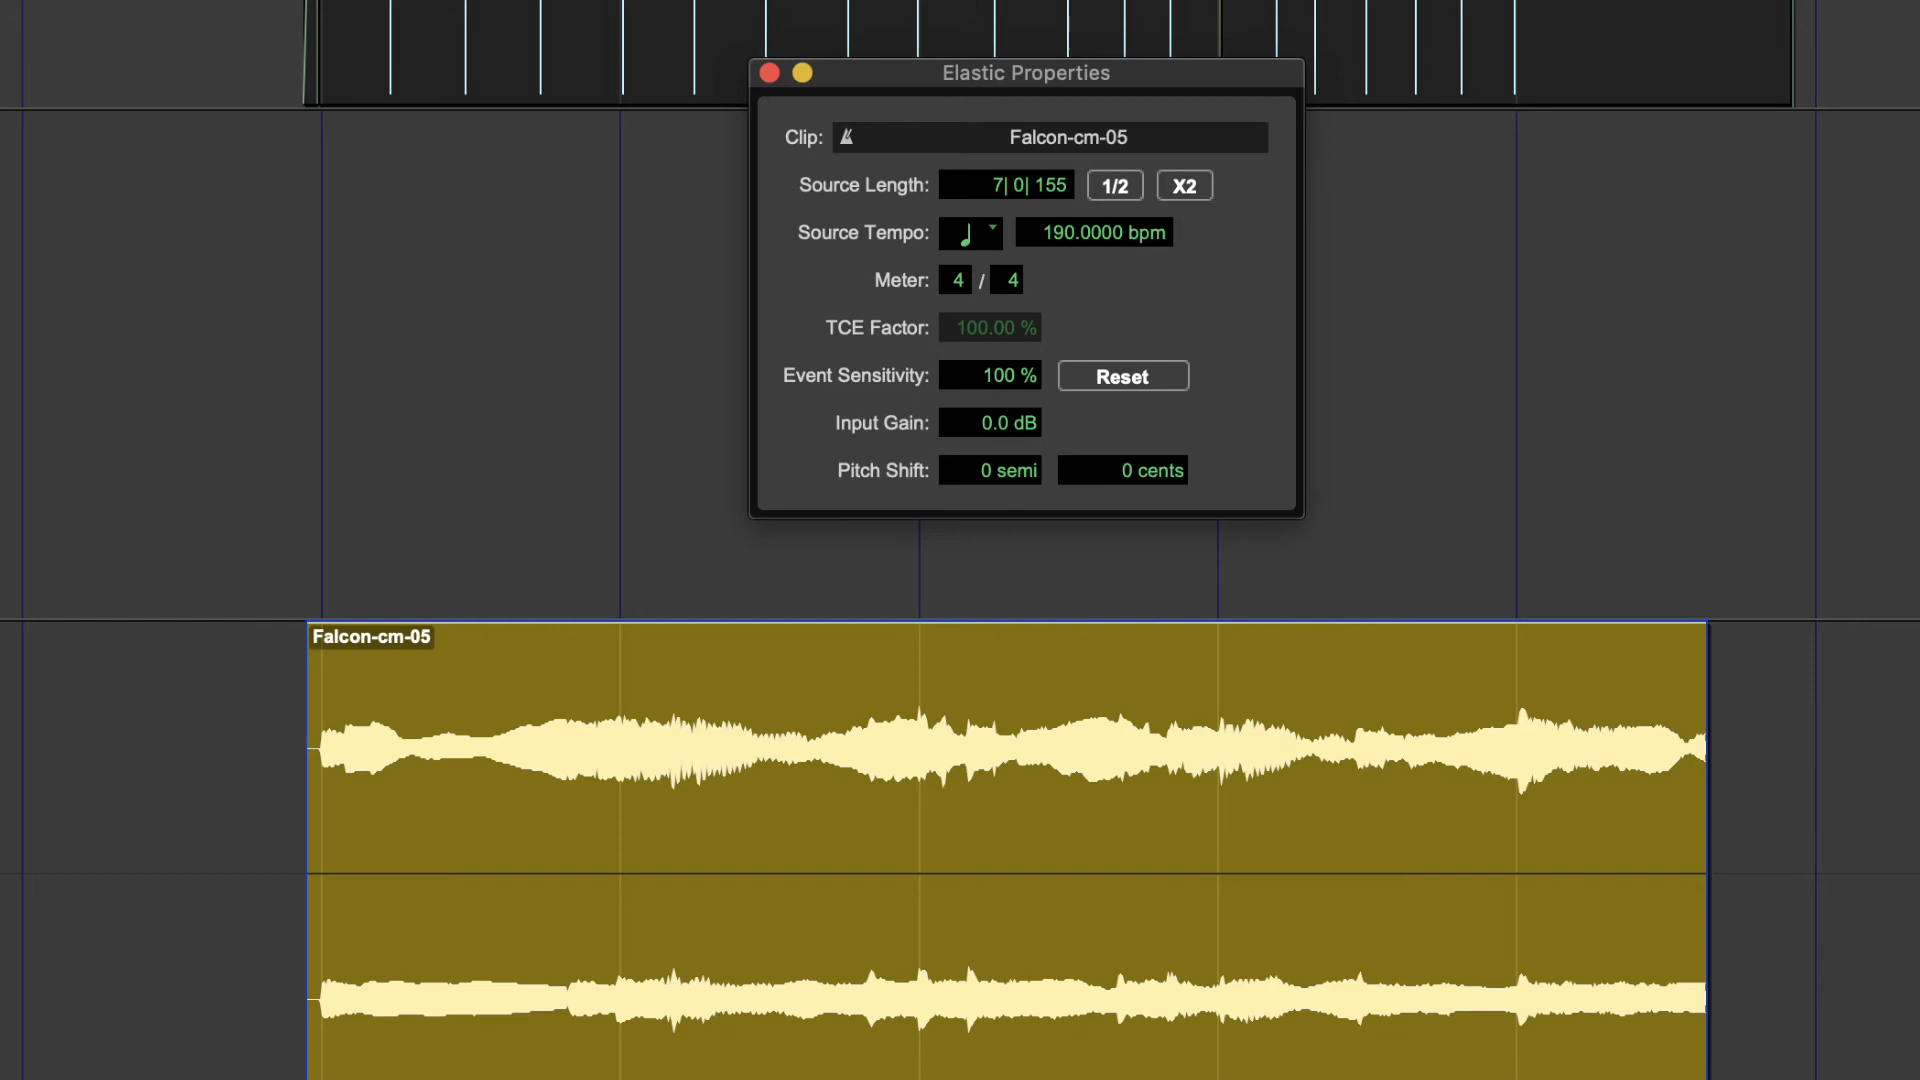 Elastic Properties
Clip: Falcon-cm-05
Source Length: 7| 0| 155 1/2 X2
Source Tempo: 190.0000 bpm
Meter: 4 / 4
TCE Factor: 100.00 %
Event Sensitivity: 100 % Reset
Input Gain: 0.0 dB
Pitch Shift: 0 semi 0 cents
Falcon-cm-05